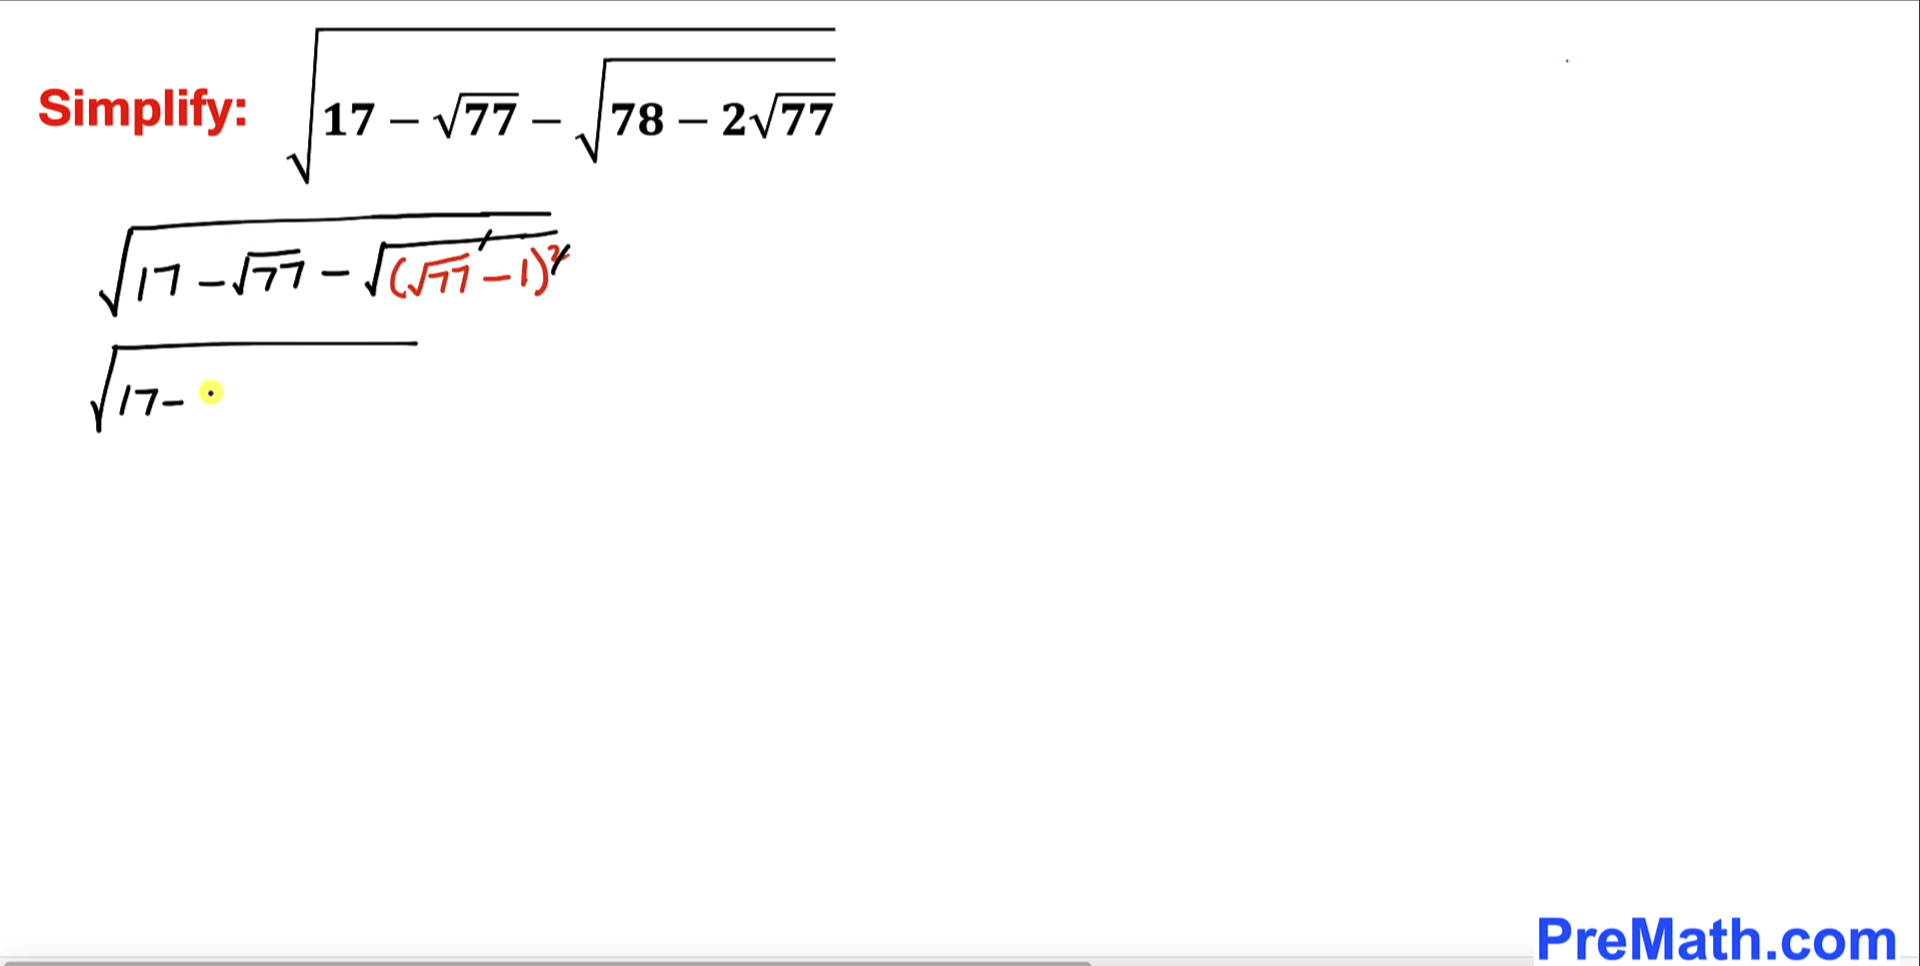 Simplify: √(17 − √77 − √(78 − 2√77))
√(17 − √77 − √((√77 − 1)²))
√(17 −
PreMath.com